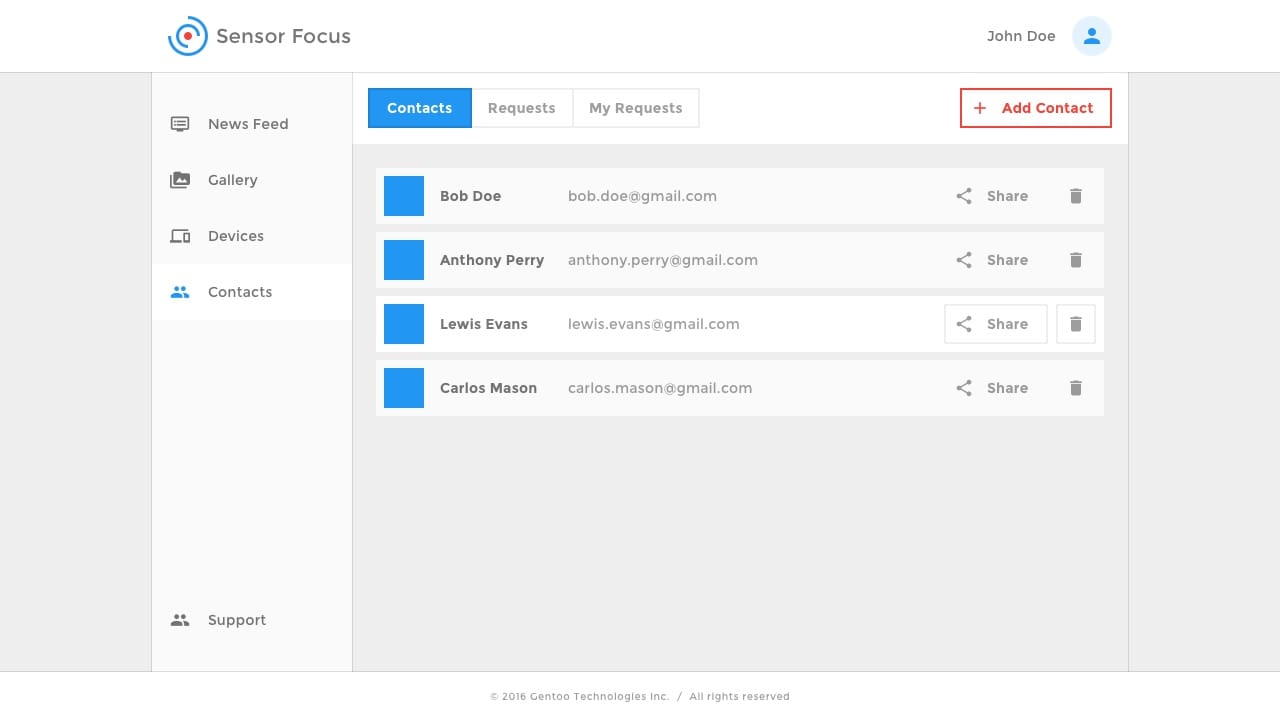 Sensor Focus
John Doe
News Feed
Gallery
Devices
Contacts
Support
Contacts Requests My Requests
Add Contact
Bob Doe bob.doe@gmail.com Share
Anthony Perry anthony.perry@gmail.com Share
Lewis Evans lewis.evans@gmail.com Share
Carlos Mason carlos.mason@gmail.com Share
© 2016 Gentoo Technologies Inc. / All rights reserved